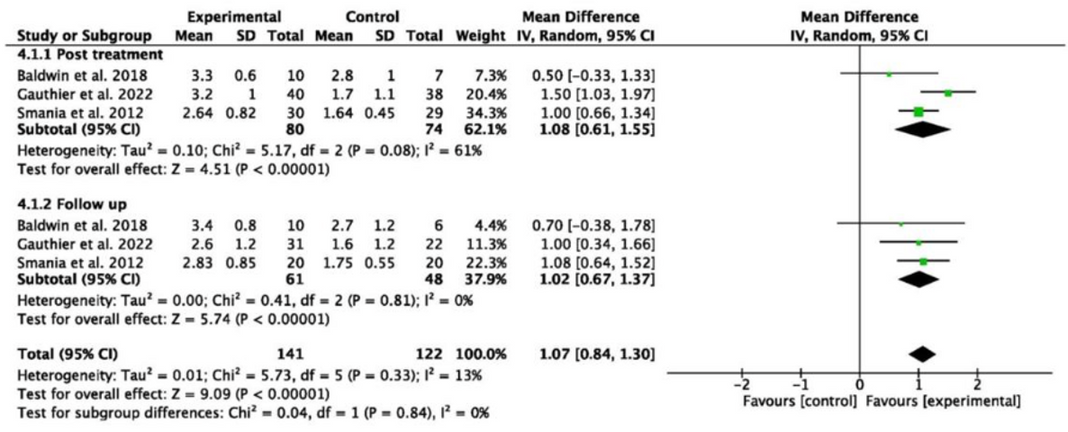 Experimental Control Mean Difference Mean Difference
Study or Subgroup Mean SD Total Mean SD Total Weight IV, Random, 95% CI IV, Random, 95% CI
4.1.1 Post treatment
Baldwin et al. 2018 3.3 0.6 10 2.8 1 7 7.3% 0.50 [−0.33, 1.33]
Gauthier et al. 2022 3.2 1 40 1.7 1.1 38 20.4% 1.50 [1.03, 1.97]
Smania et al. 2012 2.64 0.82 30 1.64 0.45 29 34.3% 1.00 [0.66, 1.34]
Subtotal (95% CI) 80 74 62.1% 1.08 [0.61, 1.55]
Heterogeneity: Tau² = 0.10; Chi² = 5.17, df = 2 (P = 0.08); I² = 61%
Test for overall effect: Z = 4.51 (P < 0.00001)
4.1.2 Follow up
Baldwin et al. 2018 3.4 0.8 10 2.7 1.2 6 4.4% 0.70 [−0.38, 1.78]
Gauthier et al. 2022 2.6 1.2 31 1.6 1.2 22 11.3% 1.00 [0.34, 1.66]
Smania et al. 2012 2.83 0.85 20 1.75 0.55 20 22.3% 1.08 [0.64, 1.52]
Subtotal (95% CI) 61 48 37.9% 1.02 [0.67, 1.37]
Heterogeneity: Tau² = 0.00; Chi² = 0.41, df = 2 (P = 0.81); I² = 0%
Test for overall effect: Z = 5.74 (P < 0.00001)
Total (95% CI) 141 122 100.0% 1.07 [0.84, 1.30]
Heterogeneity: Tau² = 0.01; Chi² = 5.73, df = 5 (P = 0.33); I² = 13%
Test for overall effect: Z = 9.09 (P < 0.00001)
Test for subgroup differences: Chi² = 0.04, df = 1 (P = 0.84), I² = 0%
−2 −1 0 1 2
Favours [control] Favours [experimental]